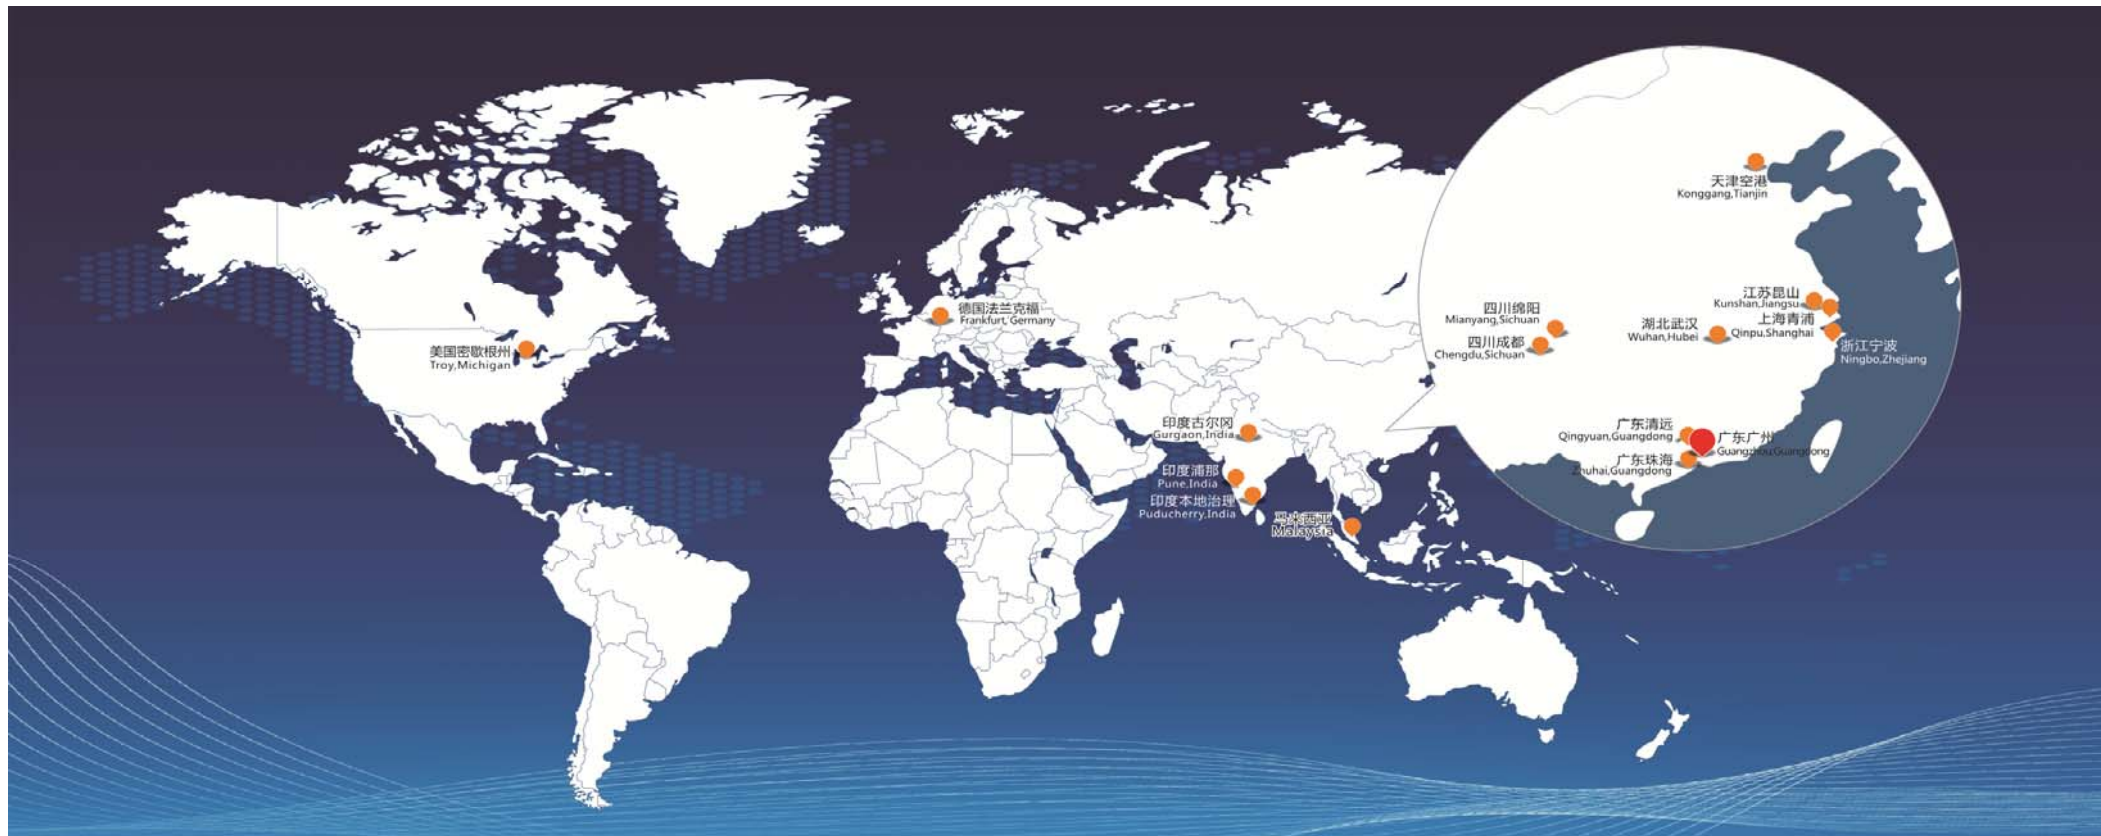 美国密歇根州
Troy,Michigan
德国法兰克福
Frankfurt, Germany
印度古尔冈
Gurgaon,India
印度浦那
Pune,India
印度本地治理
Puducherry,India
马来西亚
Malaysia
天津空港
Konggang,Tianjin
江苏昆山
Kunshan,Jiangsu
上海青浦
Qinpu,Shanghai
浙江宁波
Ningbo,Zhejiang
湖北武汉
Wuhan,Hubei
四川绵阳
Mianyang,Sichuan
四川成都
Chengdu,Sichuan
广东清远
Qingyuan,Guangdong
广东广州
Guangzhou,Guangdong
广东珠海
Zhuhai,Guangdong